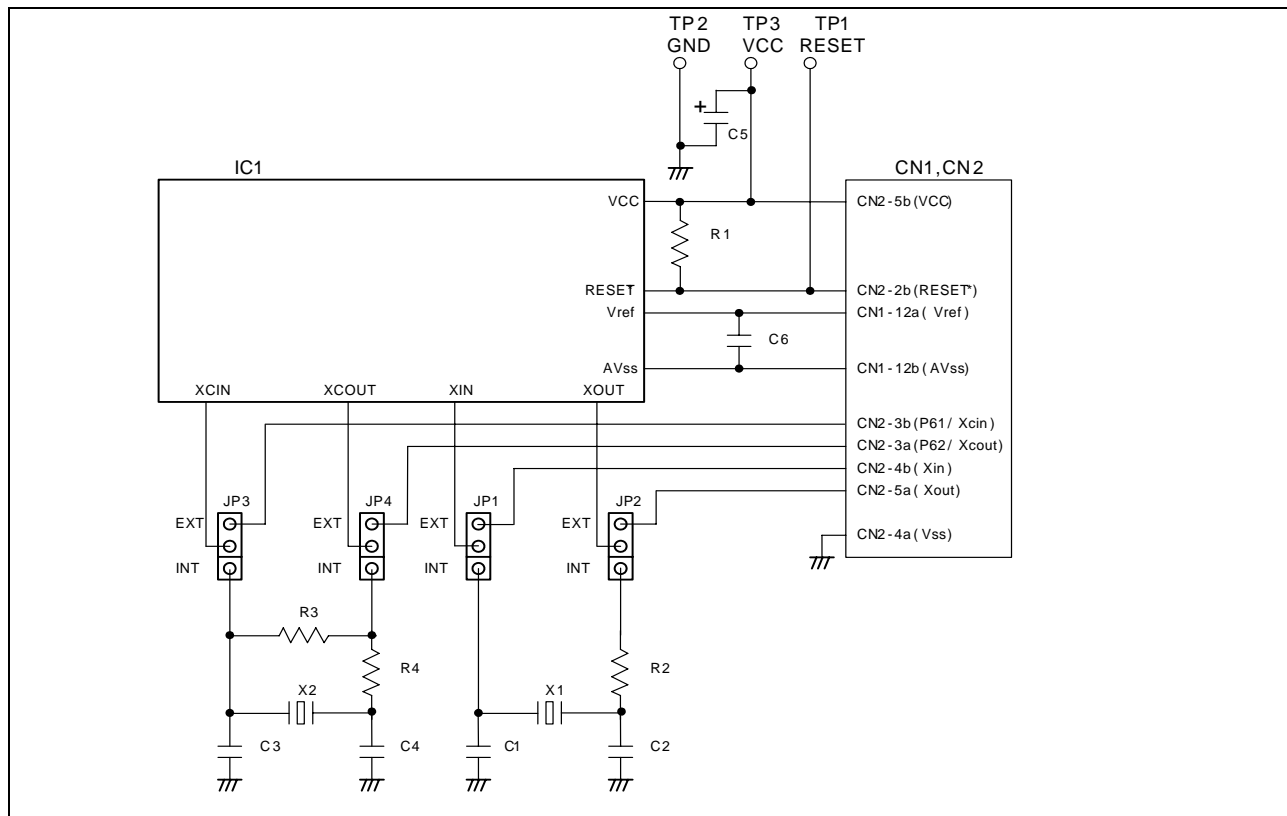 TP2 TP3 TP1
GND VCC RESET
+
C5
IC1
CN1,CN2
VCC
CN2-5b(VCC)
R1
RESET*
CN2-2b(RESET*)
Vref
CN1-12a( Vref)
C6
AVss
CN1-12b( AVss)
XCIN XCOUT XIN XOUT
CN2-3b(P61/ Xcin)
CN2-3a(P62/ Xcout)
CN2-4b( Xin)
CN2-5a( Xout)
JP3 JP4 JP1 JP2
EXT EXT EXT EXT
CN2-4a( Vss)
INT INT INT INT
R3
R4 R2
X2 X1
C3 C4 C1 C2